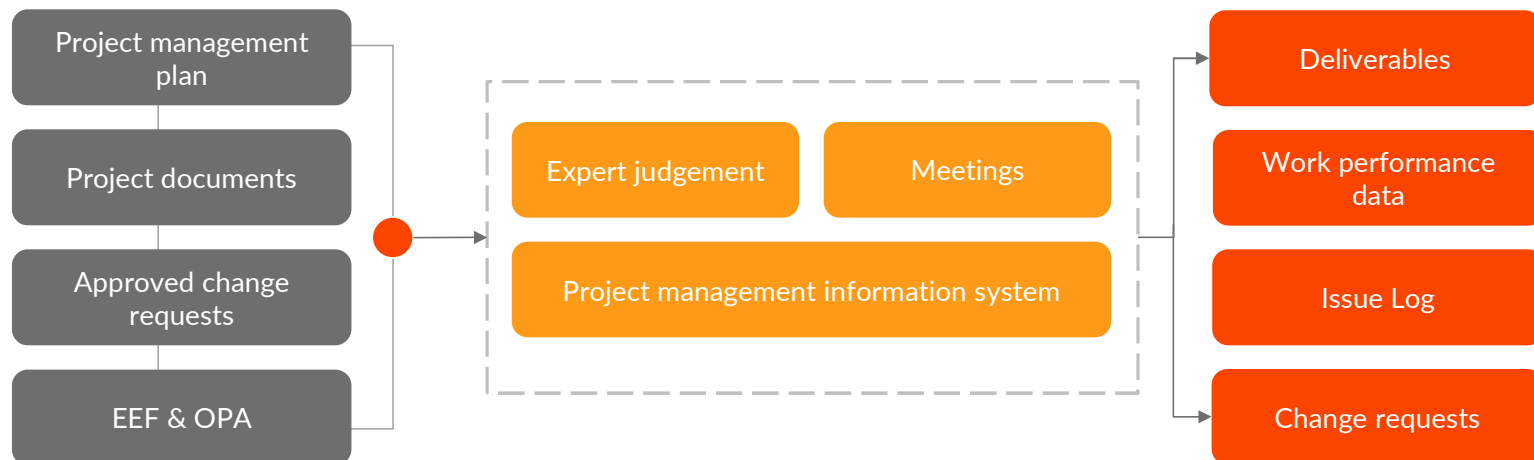 Project management
plan
Project documents
Approved change
requests
EEF & OPA
Expert judgement
Meetings
Project management information system
Deliverables
Work performance
data
Issue Log
Change requests